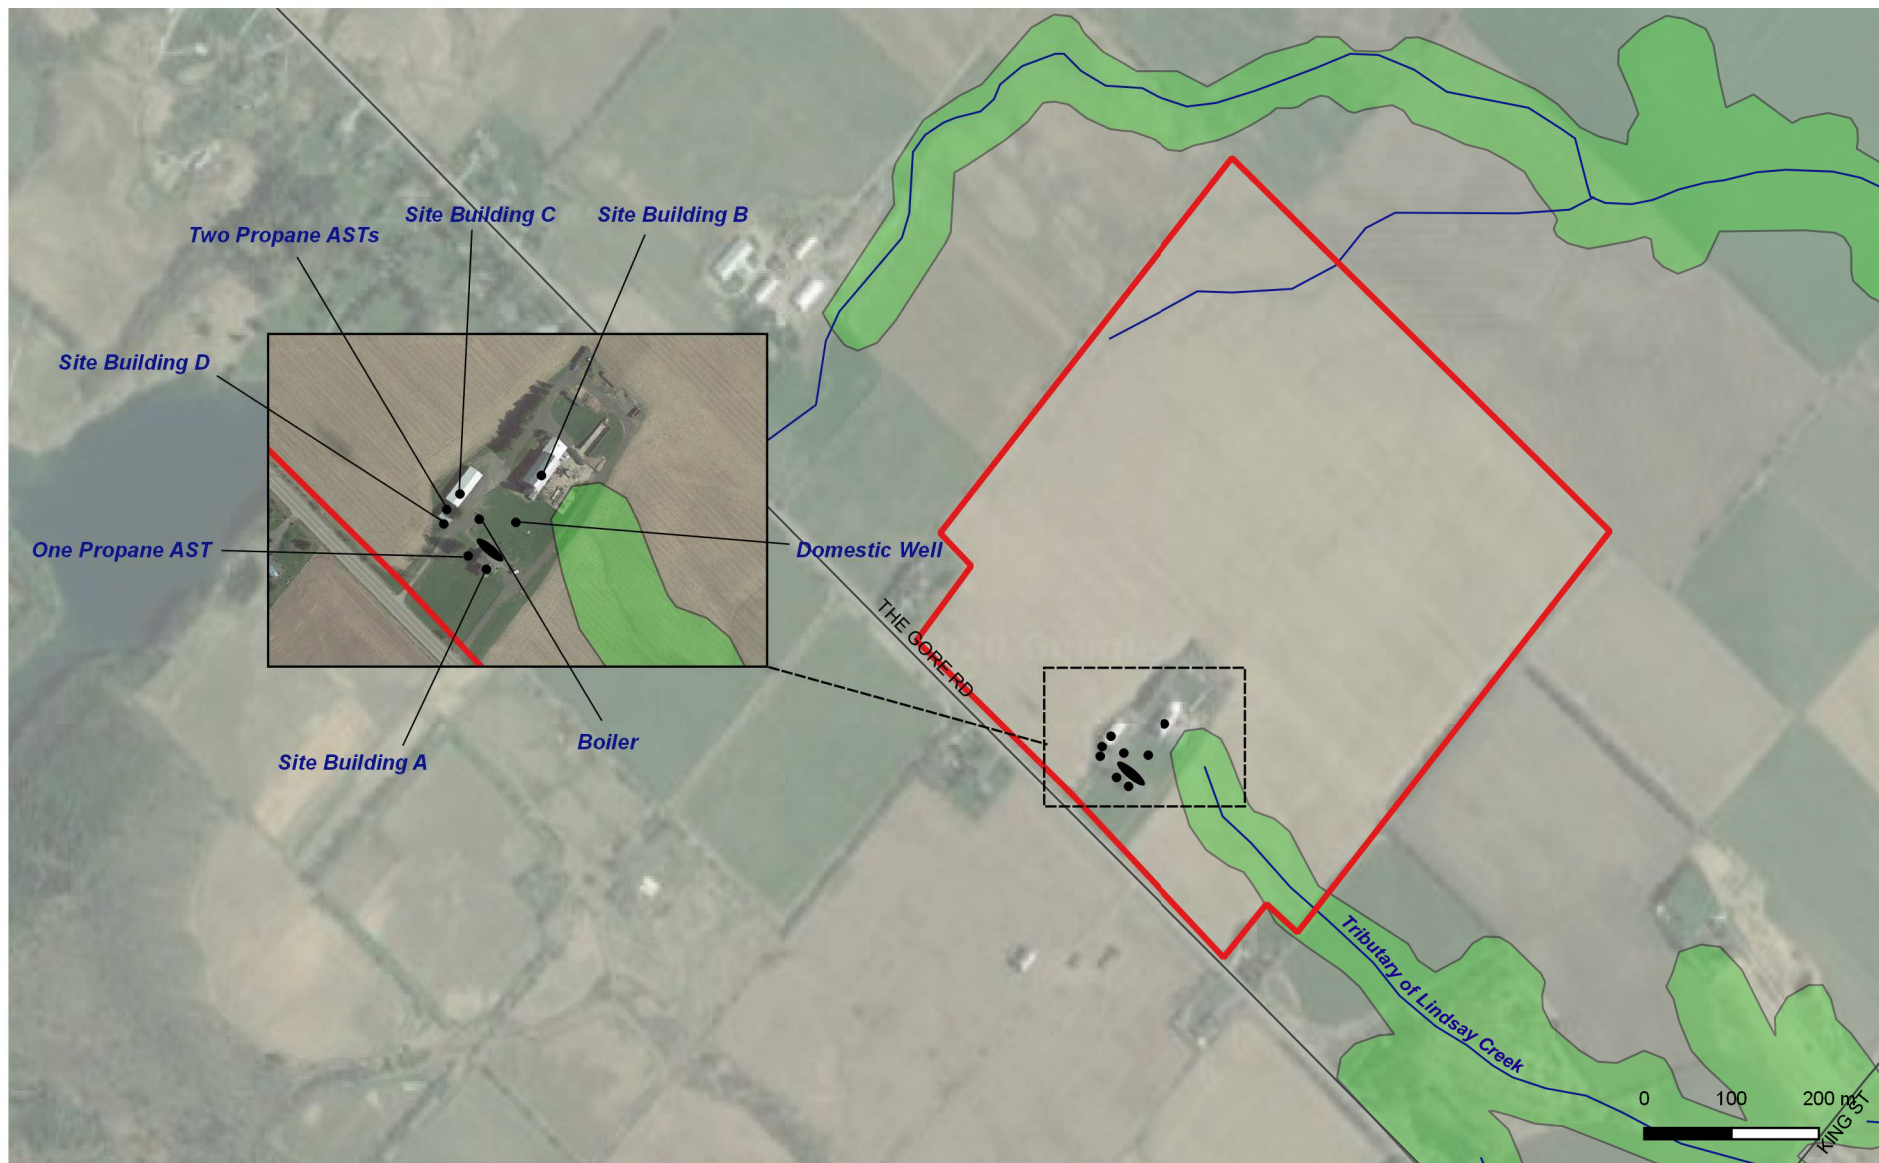 Site Building C
Site Building B
Two Propane ASTs
Site Building D
One Propane AST
Domestic Well
THE GORE RD
Boiler
Site Building A
Tributary of Lindsay Creek
0 100 200 m
KING ST